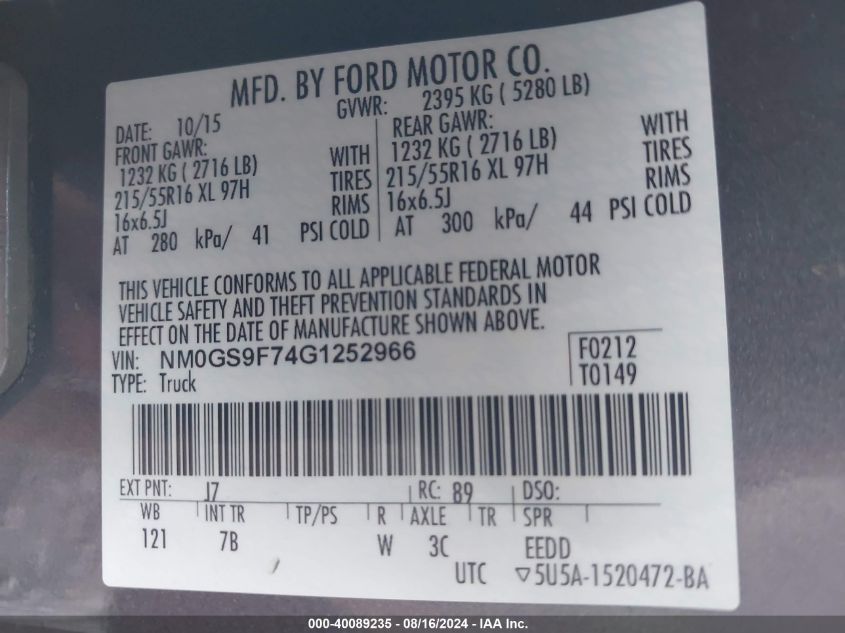 MFD. BY FORD MOTOR CO.
GVWR: 2395 KG ( 5280 LB)
DATE: 10/15
FRONT GAWR:
1232 KG ( 2716 LB) WITH
215/55R16 XL 97H TIRES
16x6.5J RIMS
AT 280 kPa/ 41 PSI COLD
REAR GAWR: WITH
1232 KG ( 2716 LB) TIRES
215/55R16 XL 97H RIMS
16x6.5J
AT 300 kPa/ 44 PSI COLD
THIS VEHICLE CONFORMS TO ALL APPLICABLE FEDERAL MOTOR
VEHICLE SAFETY AND THEFT PREVENTION STANDARDS IN
EFFECT ON THE DATE OF MANUFACTURE SHOWN ABOVE.
VIN: NM0GS9F74G1252966
TYPE: Truck
F0212
T0149
EXT PNT: J7 RC: 89 DSO:
WB INT TR TP/PS R AXLE TR SPR
121 7B W 3C EEDD
UTC ▽5U5A-1520472-BA
000-40089235 - 08/16/2024 - IAA Inc.